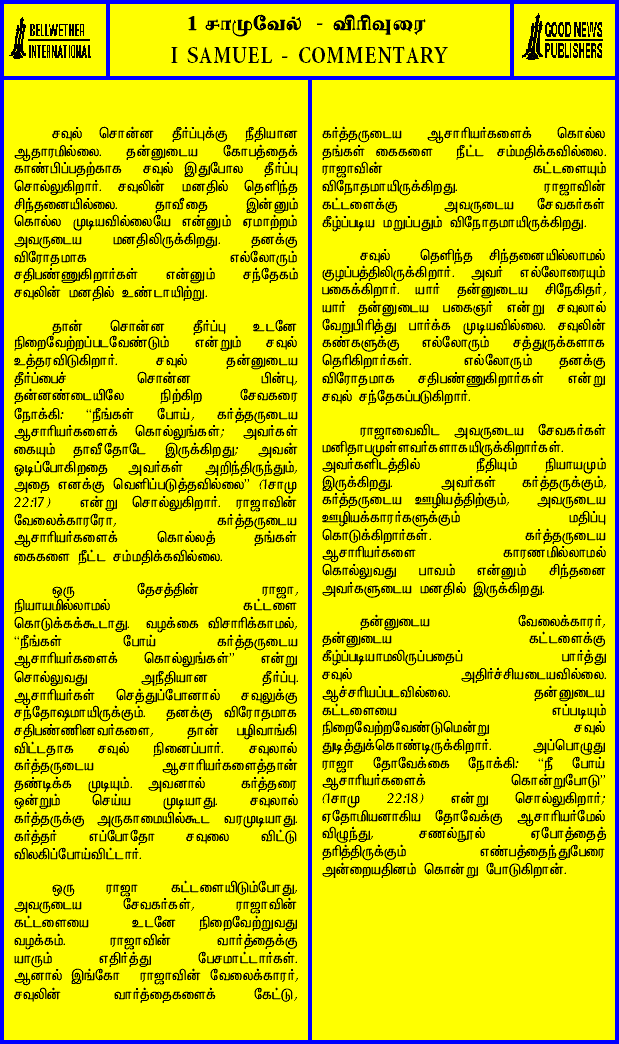 BELLWETHER
INTERNATIONAL
1 சாமுவேல் - விரிவுரை
I SAMUEL - COMMENTARY
GOOD NEWS
PUBLISHERS
சவுல் சொன்ன தீர்ப்புக்கு நீதியான
ஆதாரமில்லை. தன்னுடைய கோபத்தைக்
காண்பிப்பதற்காக சவுல் இதுபோல தீர்ப்பு
சொல்லுகிறார். சவுலின் மனதில் தெளிந்த
சிந்தனையில்லை. தாவீதை இன்னும்
கொல்ல முடியவில்லையே என்னும் ஏமாற்றம்
அவருடைய மனதிலிருக்கிறது. தனக்கு
விரோதமாக எல்லோரும்
சதிபண்ணுகிறார்கள் என்னும் சந்தேகம்
சவுலின் மனதில் உண்டாயிற்று.
தான் சொன்ன தீர்ப்பு உடனே
நிறைவேற்றப்படவேண்டும் என்றும் சவுல்
உத்தரவிடுகிறார். சவுல் தன்னுடைய
தீர்ப்பைச் சொன்ன பின்பு,
தன்னண்டையிலே நிற்கிற சேவகரை
நோக்கி: “நீங்கள் போய், கர்த்தருடைய
ஆசாரியர்களைக் கொல்லுங்கள்; அவர்கள்
கையும் தாவீதோடே இருக்கிறது; அவன்
ஓடிப்போகிறதை அவர்கள் அறிந்திருந்தும்,
அதை எனக்கு வெளிப்படுத்தவில்லை” (1சாமு
22:17) என்று சொல்லுகிறார். ராஜாவின்
வேலைக்காரரோ, கர்த்தருடைய
ஆசாரியர்களைக் கொல்லத் தங்கள்
கைகளை நீட்ட சம்மதிக்கவில்லை.
ஒரு தேசத்தின் ராஜா,
நியாயமில்லாமல் கட்டளை
கொடுக்கக்கூடாது. வழக்கை விசாரிக்காமல்,
“நீங்கள் போய் கர்த்தருடைய
ஆசாரியர்களைக் கொல்லுங்கள்” என்று
சொல்லுவது அநீதியான தீர்ப்பு.
ஆசாரியர்கள் செத்துப்போனால் சவுலுக்கு
சந்தோஷமாயிருக்கும். தனக்கு விரோதமாக
சதிபண்ணினவர்களை, தான் பழிவாங்கி
விட்டதாக சவுல் நினைப்பார். சவுலால்
கர்த்தருடைய ஆசாரியர்களைத்தான்
தண்டிக்க முடியும். அவனால் கர்த்தரை
ஒன்றும் செய்ய முடியாது. சவுலால்
கர்த்தருக்கு அருகாமையில்கூட வரமுடியாது.
கர்த்தர் எப்போதோ சவுலை விட்டு
விலகிப்போய்விட்டார்.
ஒரு ராஜா கட்டளையிடும்போது,
அவருடைய சேவகர்கள், ராஜாவின்
கட்டளையை உடனே நிறைவேற்றுவது
வழக்கம். ராஜாவின் வார்த்தைக்கு
யாரும் எதிர்த்து பேசமாட்டார்கள்.
ஆனால் இங்கோ ராஜாவின் வேலைக்காரர்,
சவுலின் வார்த்தைகளைக் கேட்டு,
கர்த்தருடைய ஆசாரியர்களைக் கொல்ல
தங்கள் கைகளை நீட்ட சம்மதிக்கவில்லை.
ராஜாவின் கட்டளையும்
விநோதமாயிருக்கிறது. ராஜாவின்
கட்டளைக்கு அவருடைய சேவகர்கள்
கீழ்ப்படிய மறுப்பதும் விநோதமாயிருக்கிறது.
சவுல் தெளிந்த சிந்தனையில்லாமல்
குழப்பத்திலிருக்கிறார். அவர் எல்லோரையும்
பகைக்கிறார். யார் தன்னுடைய சிநேகிதர்,
யார் தன்னுடைய பகைஞர் என்று சவுலால்
வேறுபிரித்து பார்க்க முடியவில்லை. சவுலின்
கண்களுக்கு எல்லோரும் சத்துருக்களாக
தெரிகிறார்கள். எல்லோரும் தனக்கு
விரோதமாக சதிபண்ணுகிறார்கள் என்று
சவுல் சந்தேகப்படுகிறார்.
ராஜாவைவிட அவருடைய சேவகர்கள்
மனிதாபமுள்ளவர்களாகயிருக்கிறார்கள்.
அவர்களிடத்தில் நீதியும் நியாயமும்
இருக்கிறது. அவர்கள் கர்த்தருக்கும்,
கர்த்தருடைய ஊழியத்திற்கும், அவருடைய
ஊழியக்காரர்களுக்கும் மதிப்பு
கொடுக்கிறார்கள். கர்த்தருடைய
ஆசாரியர்களை காரணமில்லாமல்
கொல்லுவது பாவம் என்னும் சிந்தனை
அவர்களுடைய மனதில் இருக்கிறது.
தன்னுடைய வேலைக்காரர்,
தன்னுடைய கட்டளைக்கு
கீழ்ப்படியாமலிருப்பதைப் பார்த்து
சவுல் அதிர்ச்சியடையவில்லை.
ஆச்சரியப்படவில்லை. தன்னுடைய
கட்டளையை எப்படியும்
நிறைவேற்றவேண்டுமென்று சவுல்
துடித்துக்கொண்டிருக்கிறார். அப்பொழுது
ராஜா தோவேக்கை நோக்கி: “நீ போய்
ஆசாரியர்களைக் கொன்றுபோடு”
(1சாமு 22:18) என்று சொல்லுகிறார்;
ஏதோமியனாகிய தோவேக்கு ஆசாரியர்மேல்
விழுந்து, சணல்நூல் ஏபோத்தைத்
தரித்திருக்கும் எண்பத்தைந்துபேரை
அன்றையதினம் கொன்று போடுகிறான்.